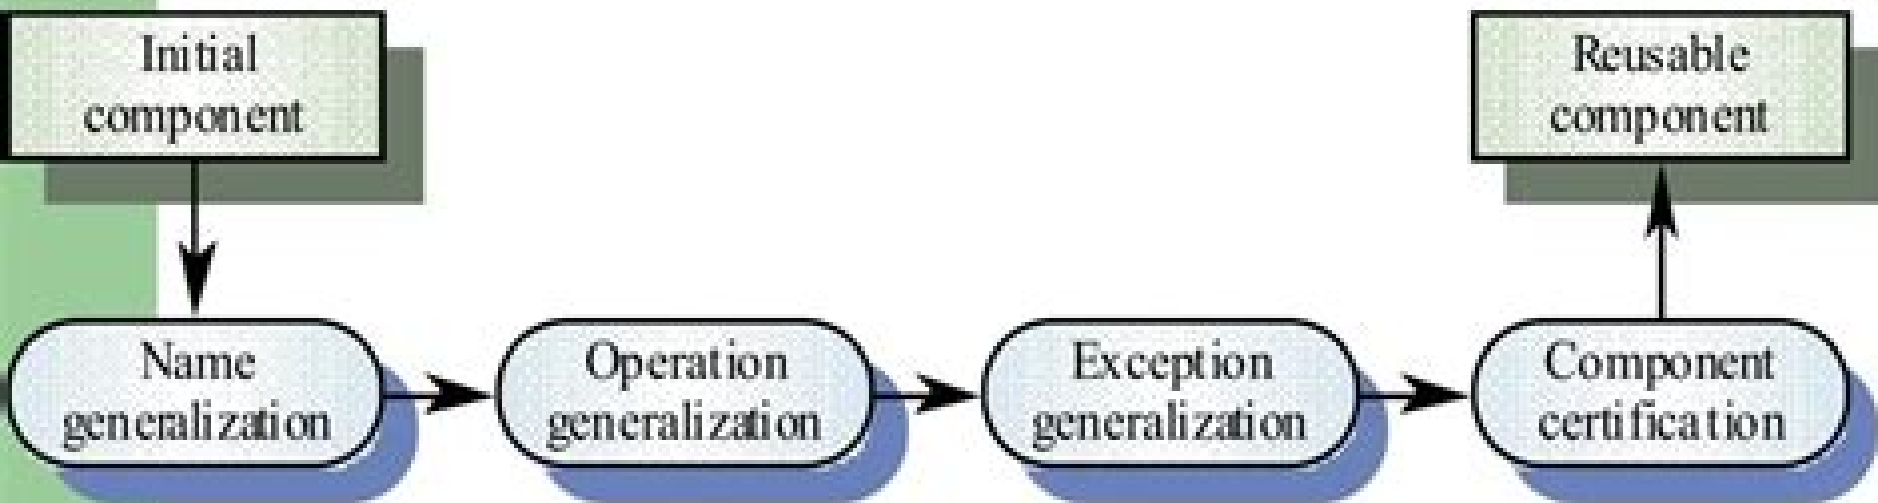 Initial
component
Reusable
component
Name
generalization
Operation
generalization
Exception
generalization
Component
certification